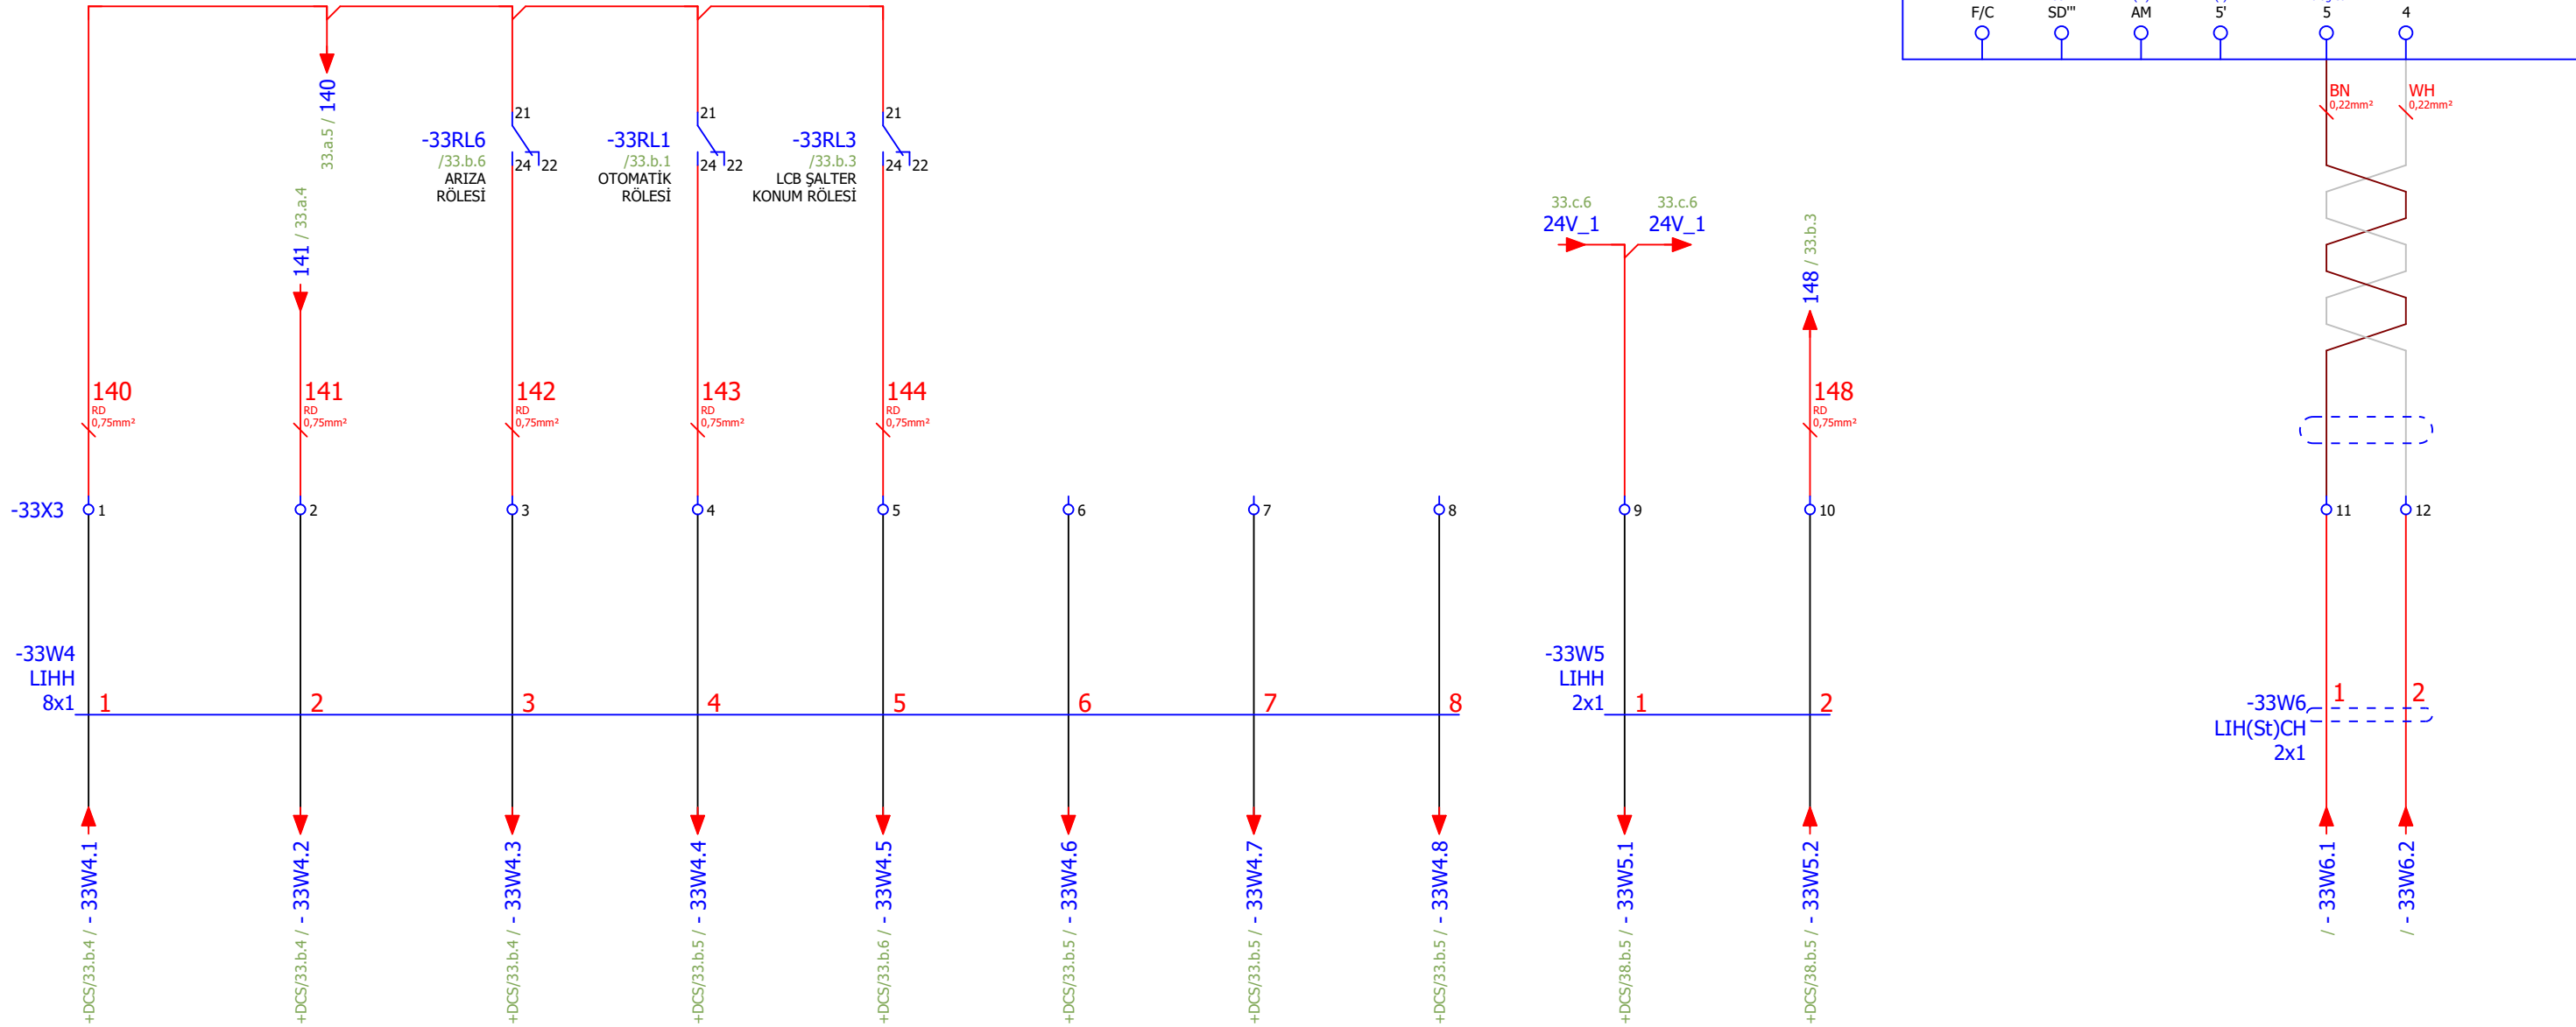 F/C
SD'''
AM
5'
5
4
BN
0,22mm²
WH
0,22mm²
33.a.5 / 140
141 / 33.a.4
21
-33RL6
/33.b.6
ARIZA
RÖLESİ
24
22
21
-33RL1
/33.b.1
OTOMATİK
RÖLESİ
24
22
21
-33RL3
/33.b.3
LCB ŞALTER
KONUM RÖLESİ
24
22
33.c.6
24V_1
33.c.6
24V_1
148 / 33.b.3
140
RD
0,75mm²
141
RD
0,75mm²
142
RD
0,75mm²
143
RD
0,75mm²
144
RD
0,75mm²
148
RD
0,75mm²
-33X3
1
2
3
4
5
6
7
8
9
10
11
12
-33W4
LIHH
8x1
1
2
3
4
5
6
7
8
-33W5
LIHH
2x1
1
2
-33W6
LIH(St)CH
2x1
1
2
+DCS/33.b.4 / - 33W4.1
+DCS/33.b.4 / - 33W4.2
+DCS/33.b.4 / - 33W4.3
+DCS/33.b.5 / - 33W4.4
+DCS/33.b.6 / - 33W4.5
+DCS/33.b.5 / - 33W4.6
+DCS/33.b.5 / - 33W4.7
+DCS/33.b.5 / - 33W4.8
+DCS/38.b.5 / - 33W5.1
+DCS/38.b.5 / - 33W5.2
/ - 33W6.1
/ - 33W6.2